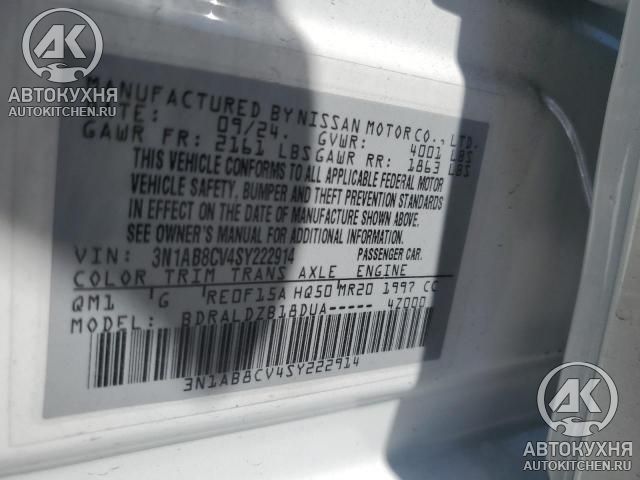 АК
АВТОКУХНЯ
AUTOKITCHEN.RU
MANUFACTURED BY NISSAN MOTOR CO., LTD.
DATE: 09/24. GVWR: 4001 LBS
GAWR FR: 2161 LBS GAWR RR: 1863 LBS
THIS VEHICLE CONFORMS TO ALL APPLICABLE FEDERAL MOTOR
VEHICLE SAFETY, BUMPER AND THEFT PREVENTION STANDARDS
IN EFFECT ON THE DATE OF MANUFACTURE SHOWN ABOVE.
SEE OWNER'S MANUAL FOR ADDITIONAL INFORMATION.
VIN: 3N1AB8CV4SY222914 PASSENGER CAR.
COLOR TRIM TRANS AXLE ENGINE
QM1 G RE0F15A HQ50 MR20 1997 CC
MODEL: BDRALDZB18DUA----- 4Z000
3N1AB8CV4SY222914
АК
АВТОКУХНЯ
AUTOKITCHEN.RU